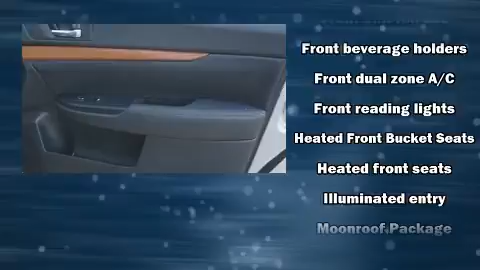 Front beverage holders
Front dual zone A/C
Front reading lights
Heated Front Bucket Seats
Heated front seats
Illuminated entry
Moonroof Package